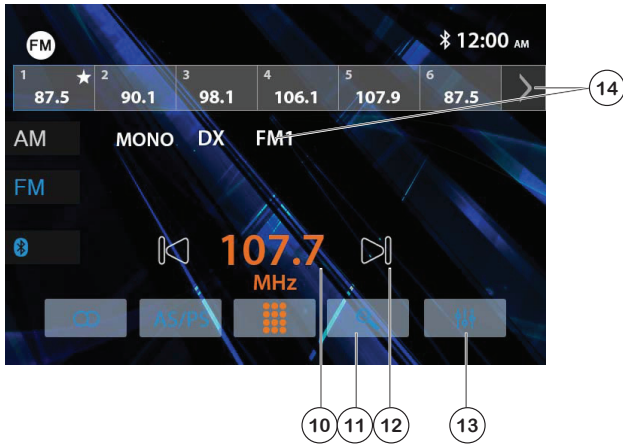 FM 12:00 AM
1 2 3 4 5 6
87.5 90.1 98.1 106.1 107.9 87.5
14
AM MONO DX FM1
FM
107.7
MHz
AS/PS
10 11 12 13